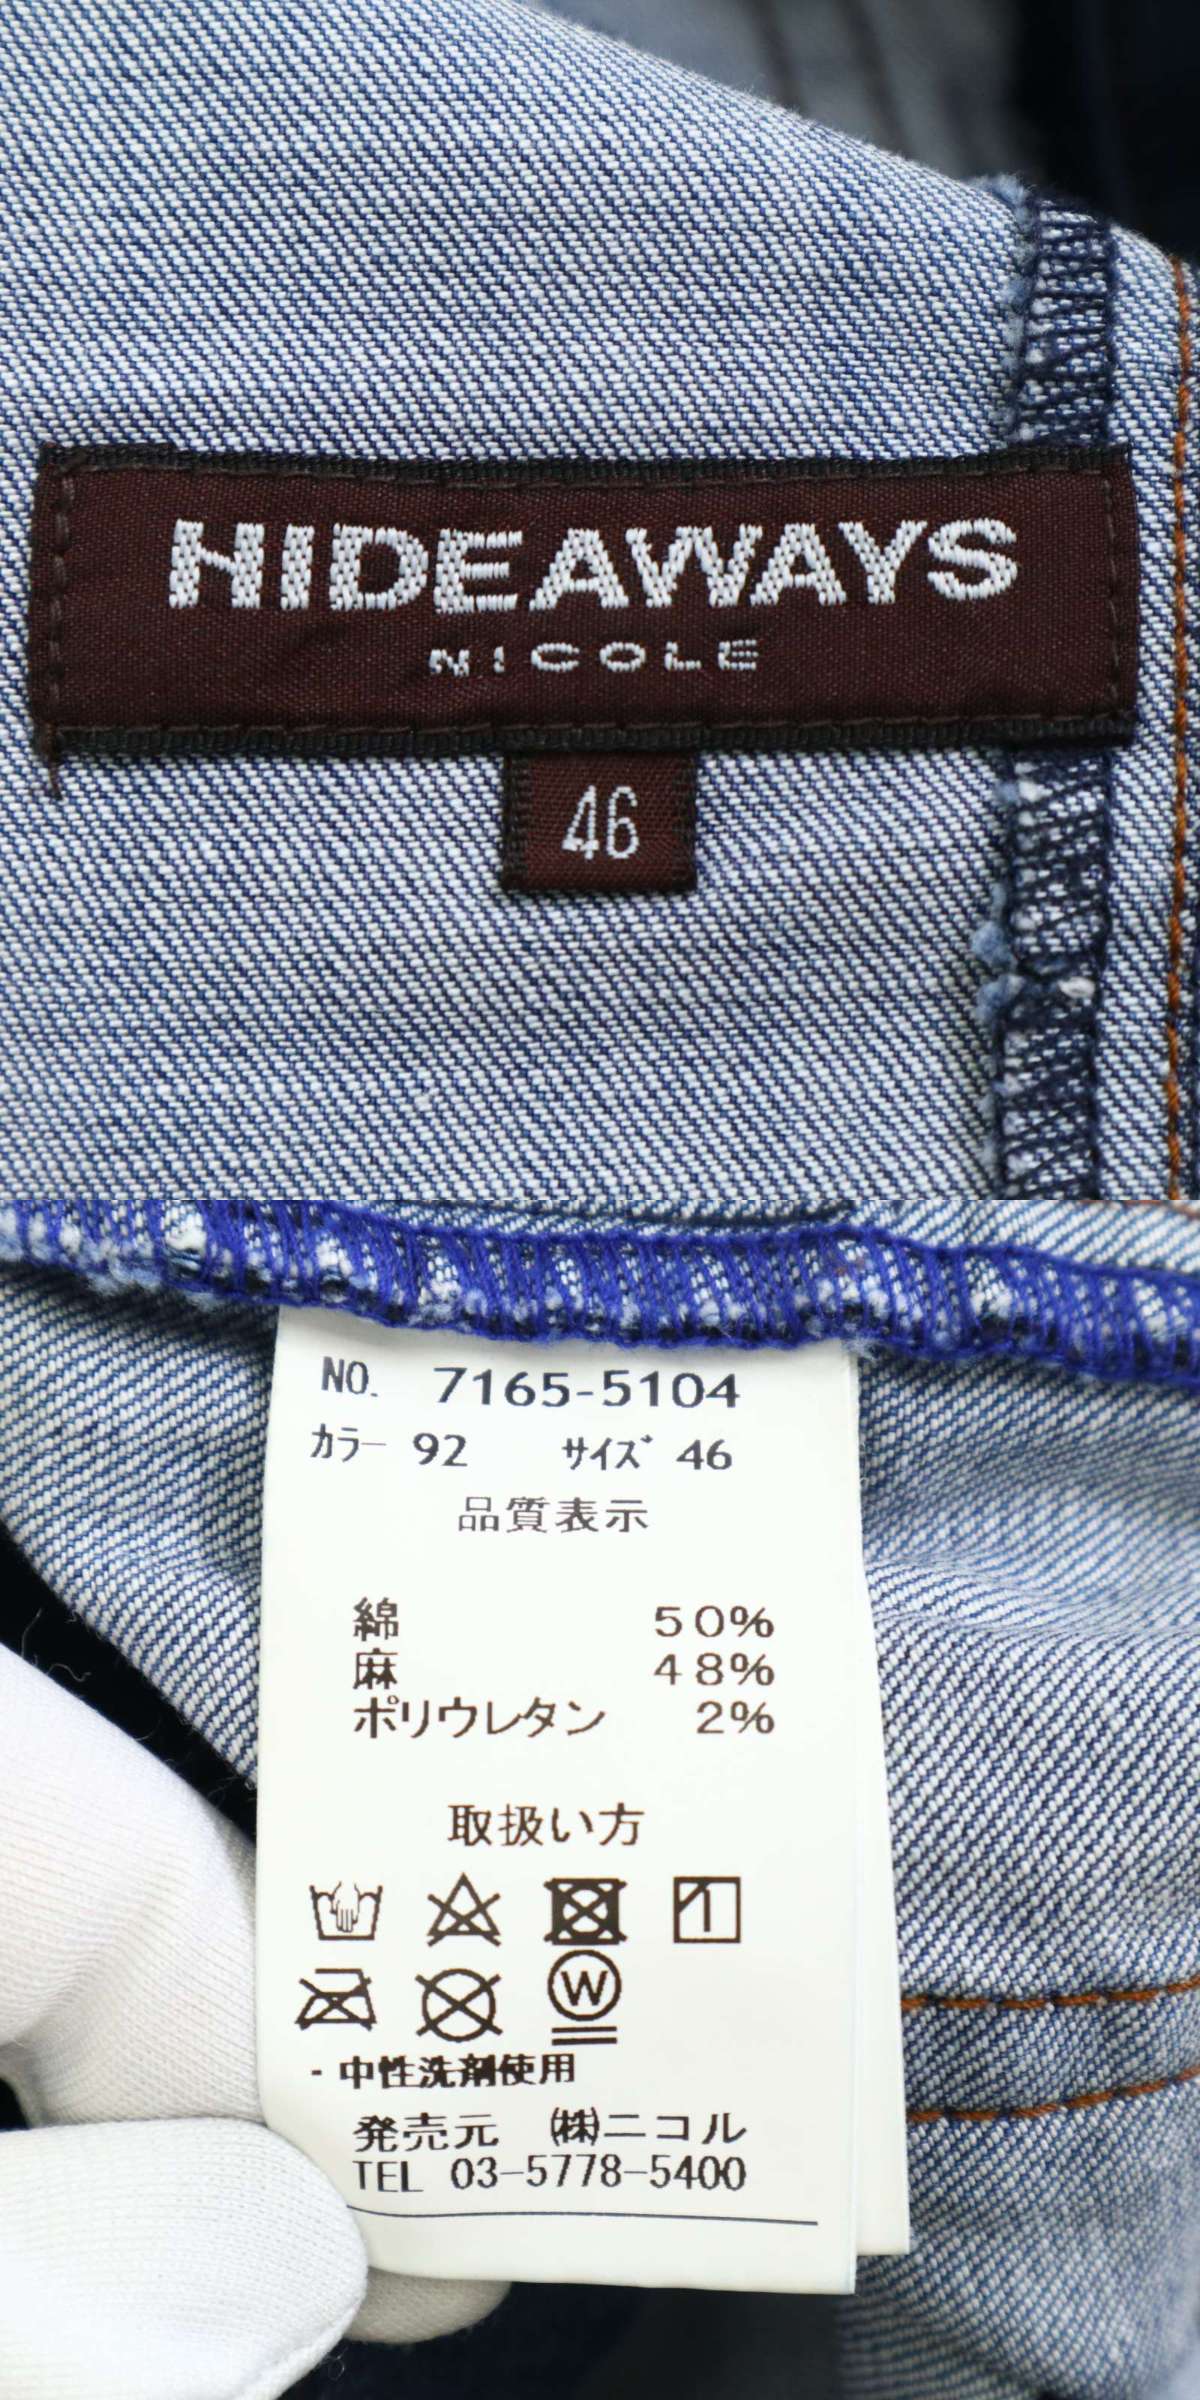 HIDEAWAYS
NICOLE
46
NO. 7165-5104
ｶﾗｰ 92 ｻｲｽﾞ 46
品質表示
綿 50%
麻 48%
ポリウレタン 2%
取扱い方
W
・中性洗剤使用
発売元 ㈱ニコル
TEL 03-5778-5400